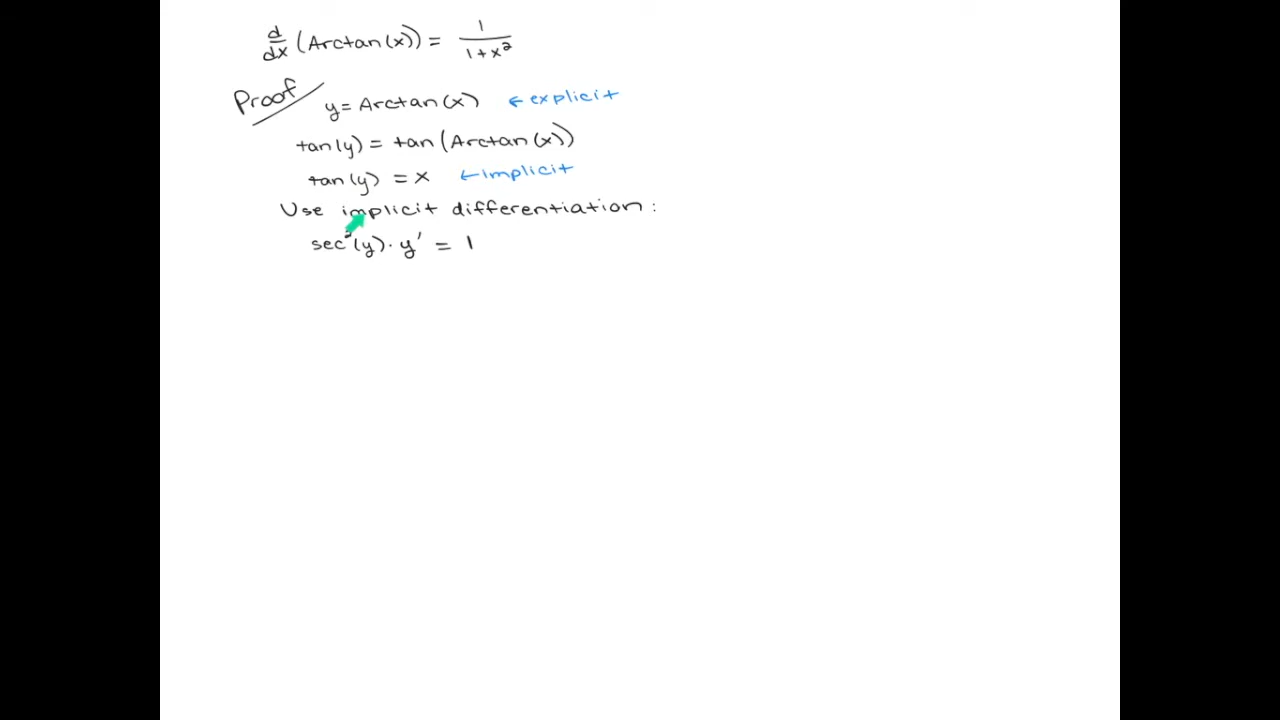 d/dx (Arctan(x)) = 1/(1+x²)
Proof
y = Arctan(x) ← explicit
tan(y) = tan(Arctan(x))
tan(y) = x ← implicit
Use implicit differentiation:
sec²(y) · y' = 1